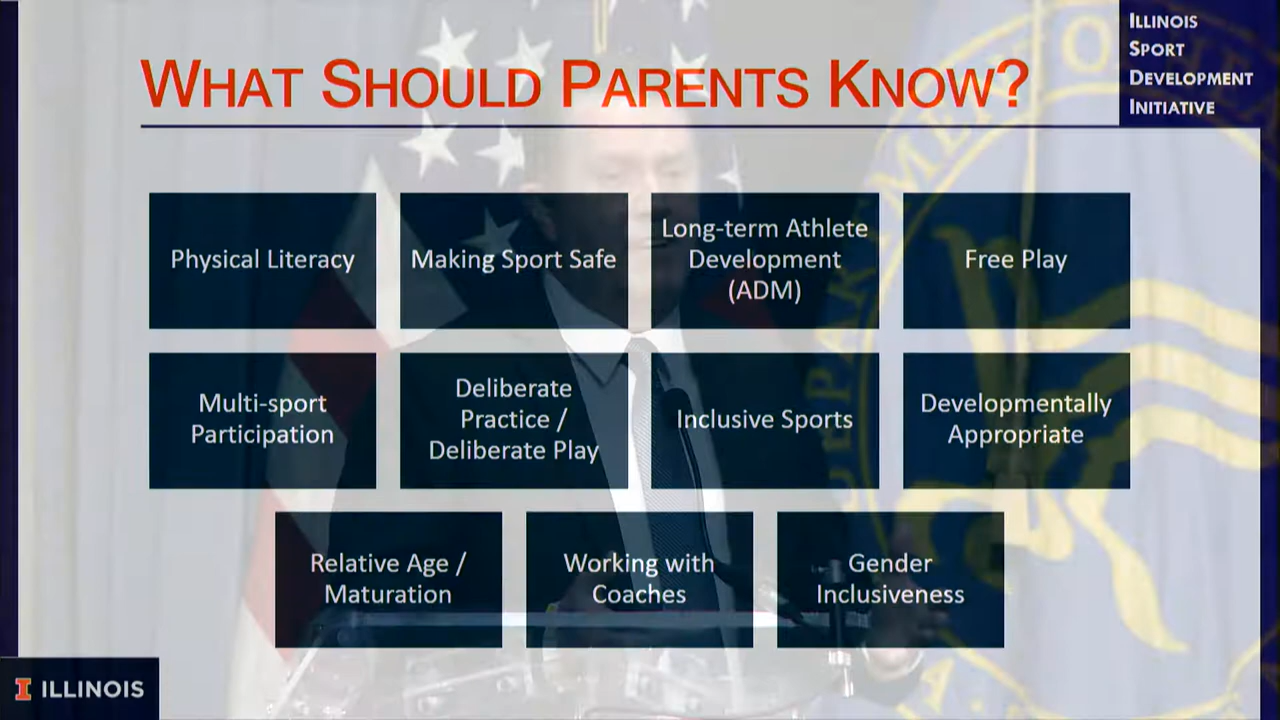 WHAT SHOULD PARENTS KNOW?
ILLINOIS
SPORT
DEVELOPMENT
INITIATIVE
Physical Literacy
Making Sport Safe
Long-term Athlete
Development
(ADM)
Free Play
Multi-sport
Participation
Deliberate
Practice /
Deliberate Play
Inclusive Sports
Developmentally
Appropriate
Relative Age /
Maturation
Working with
Coaches
Gender
Inclusiveness
I ILLINOIS